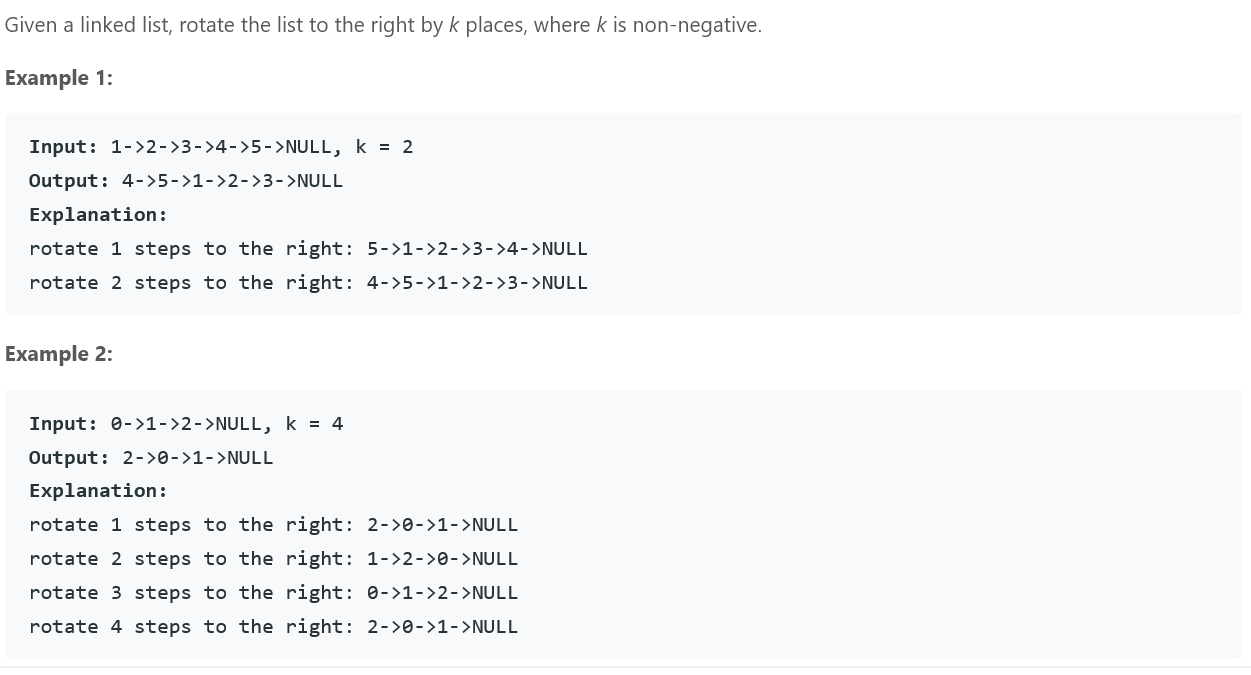 Given a linked list, rotate the list to the right by k places, where k is non-negative.
Example 1:
Input: 1->2->3->4->5->NULL, k = 2
Output: 4->5->1->2->3->NULL
Explanation:
rotate 1 steps to the right: 5->1->2->3->4->NULL
rotate 2 steps to the right: 4->5->1->2->3->NULL
Example 2:
Input: 0->1->2->NULL, k = 4
Output: 2->0->1->NULL
Explanation:
rotate 1 steps to the right: 2->0->1->NULL
rotate 2 steps to the right: 1->2->0->NULL
rotate 3 steps to the right: 0->1->2->NULL
rotate 4 steps to the right: 2->0->1->NULL